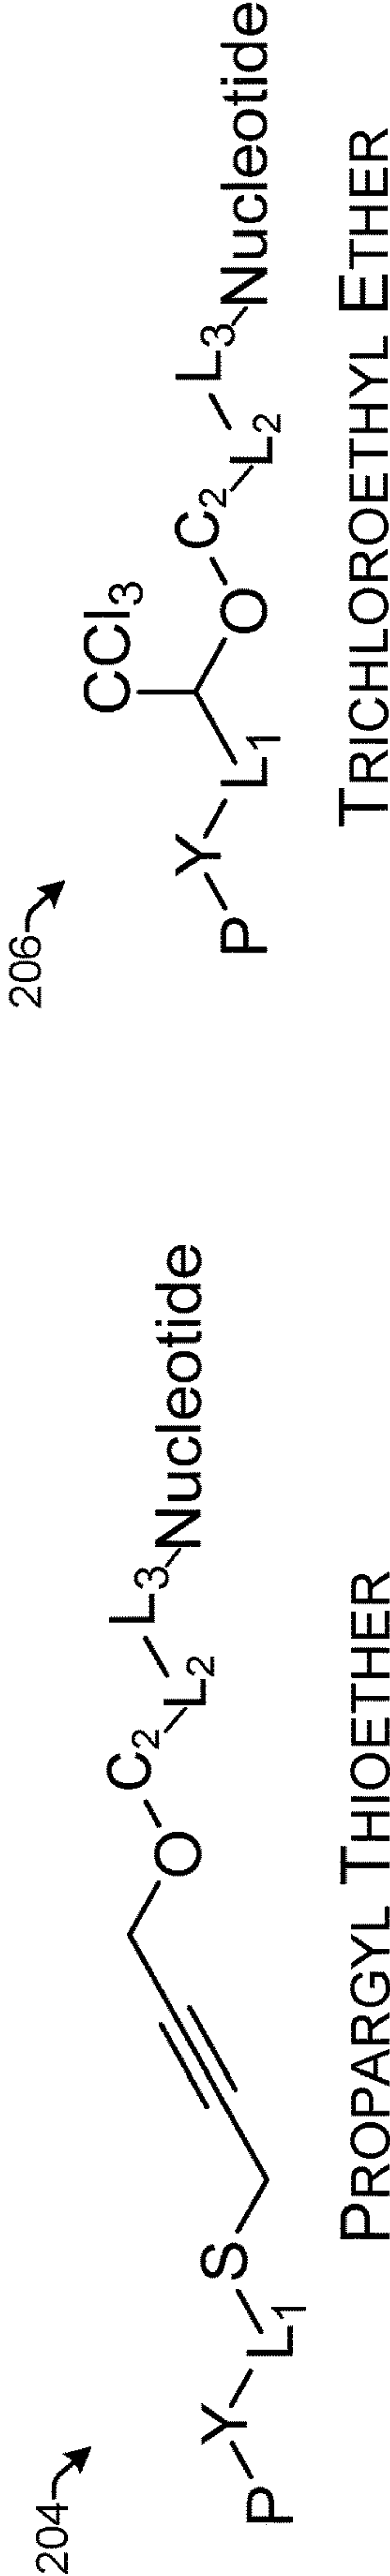 204
P Y L1 S O C2 L2 L3 Nucleotide
PROPARGYL THIOETHER
206
CCl3
P Y L1 O C2 L2 L3 Nucleotide
TRICHLOROETHYL ETHER